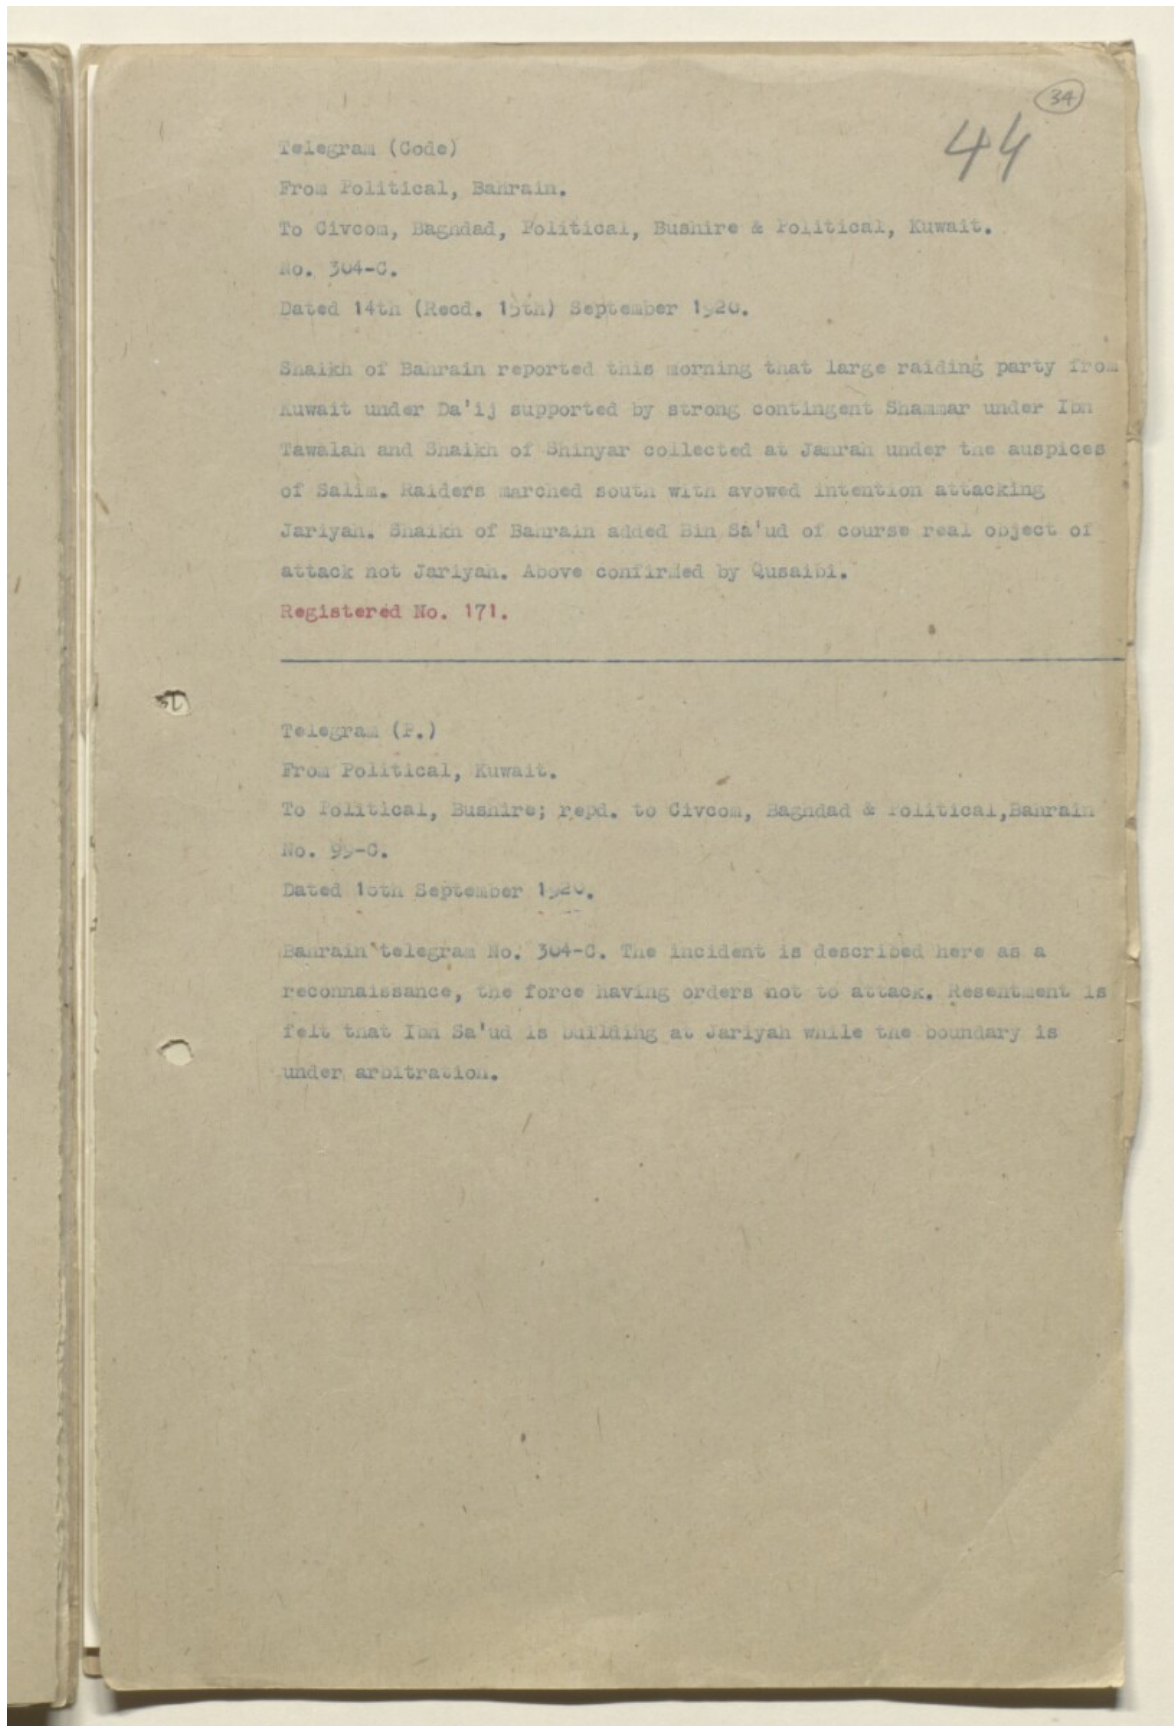 34
44
Telegram (Code)
From Political, Bahrain.
To Civcom, Baghdad, Political, Bushire & Political, Kuwait.
No. 304-C.
Dated 14th (Recd. 15th) September 1920.
Shaikh of Bahrain reported this morning that large raiding party from
Kuwait under Da'ij supported by strong contingent Shammar under Ibn
Tawalah and Shaikh of Shinyar collected at Jahrah under the auspices
of Salim. Raiders marched south with avowed intention attacking
Jariyah. Shaikh of Bahrain added Bin Sa'ud of course real object of
attack not Jariyah. Above confirmed by Qusaibi.
Registered No. 171.
Telegram (P.)
From Political, Kuwait.
To Political, Bushire; repd. to Civcom, Baghdad & Political,Bahrain
No. 99-C.
Dated September 1920.
Bahrain telegram No. 304-C. The incident is described here as a
reconnaissance, the force having orders not to attack. Resentment is
felt that Ibn Sa'ud is building at Jariyah while the boundary is
under arbitration.